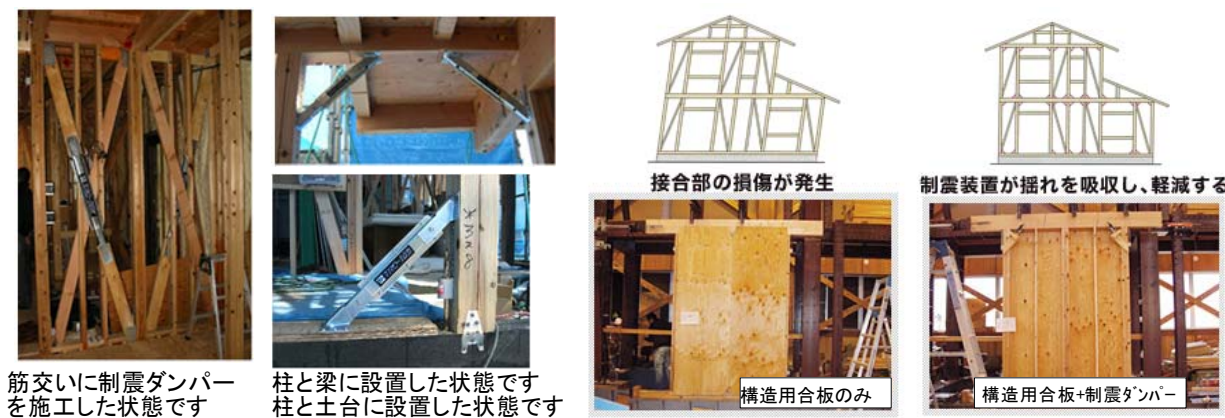 筋交いに制震ダンパー
を施工した状態です
柱と梁に設置した状態です
柱と土台に設置した状態です
接合部の損傷が発生
構造用合板のみ
制震装置が揺れを吸収し、軽減する
構造用合板+制震ﾀﾞﾝﾊﾟｰ